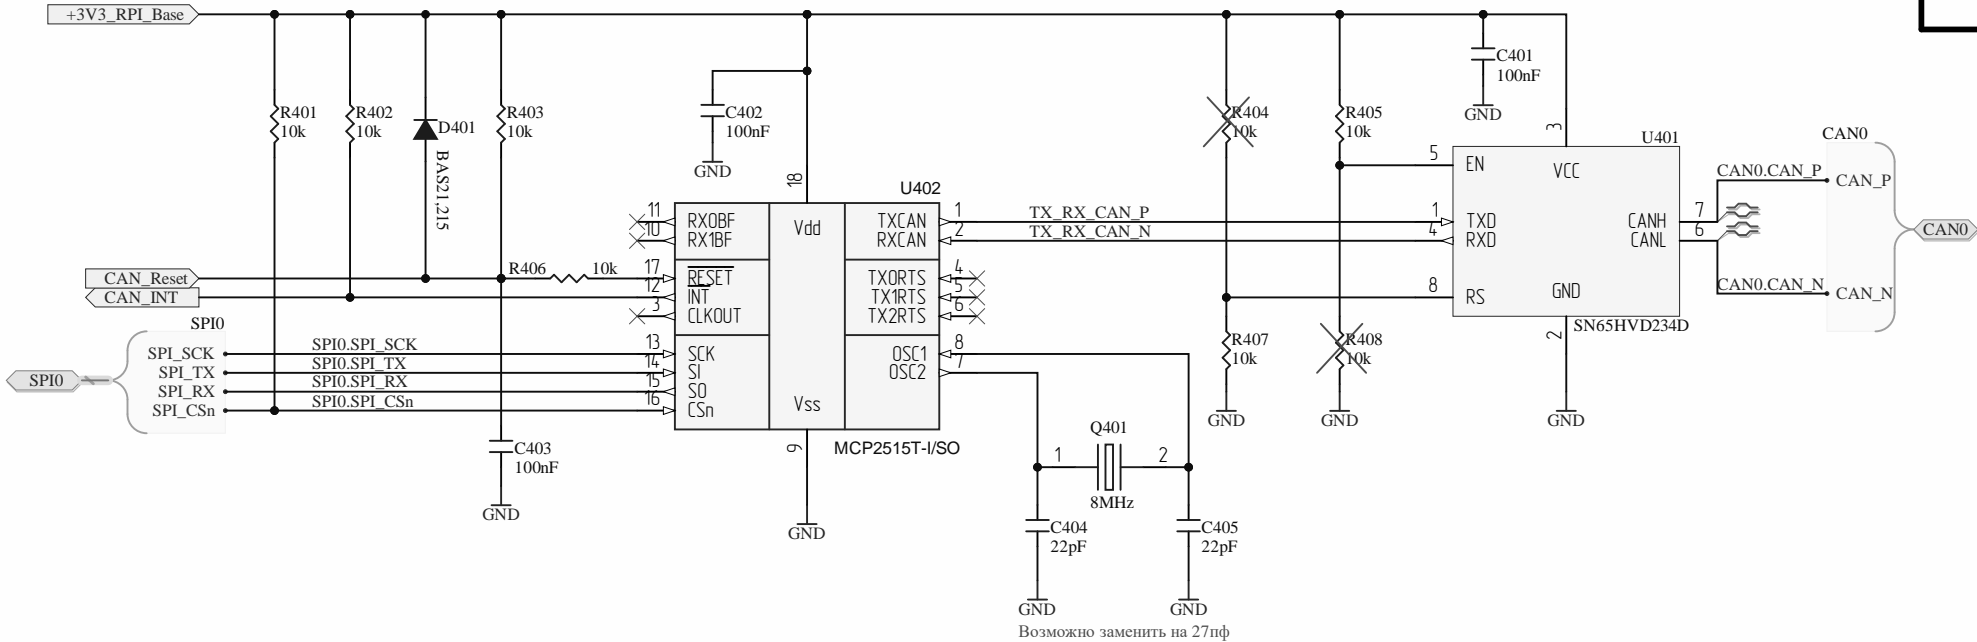 +3V3_RPI_Base
C401
100nF
GND
R401
10k
R402
10k
D401
BAS21,215
R403
10k
C402
100nF
GND
R404
10k
R405
10k
U401
3
VCC
5
EN
1
TXD
4
RXD
8
RS
GND
CANH
7
CANL
6
2
SN65HVD234D
GND
CAN0
CAN0.CAN_P
CAN_P
CAN0.CAN_N
CAN_N
CAN0
U402
18
Vdd
11
RX0BF
10
RX1BF
17
RESET
12
INT
3
CLKOUT
13
SCK
14
SI
15
SO
16
CSn
Vss
9
TXCAN
1
RXCAN
2
TX0RTS
4
TX1RTS
5
TX2RTS
6
OSC1
8
OSC2
7
MCP2515T-I/SO
GND
TX_RX_CAN_P
TX_RX_CAN_N
CAN_Reset
CAN_INT
R406
10k
SPI0
SPI0
SPI_SCK
SPI_TX
SPI_RX
SPI_CSn
SPI0.SPI_SCK
SPI0.SPI_TX
SPI0.SPI_RX
SPI0.SPI_CSn
C403
100nF
GND
R407
10k
GND
R408
10k
GND
Q401
1
2
8MHz
C404
22pF
GND
C405
22pF
GND
Возможно заменить на 27пф